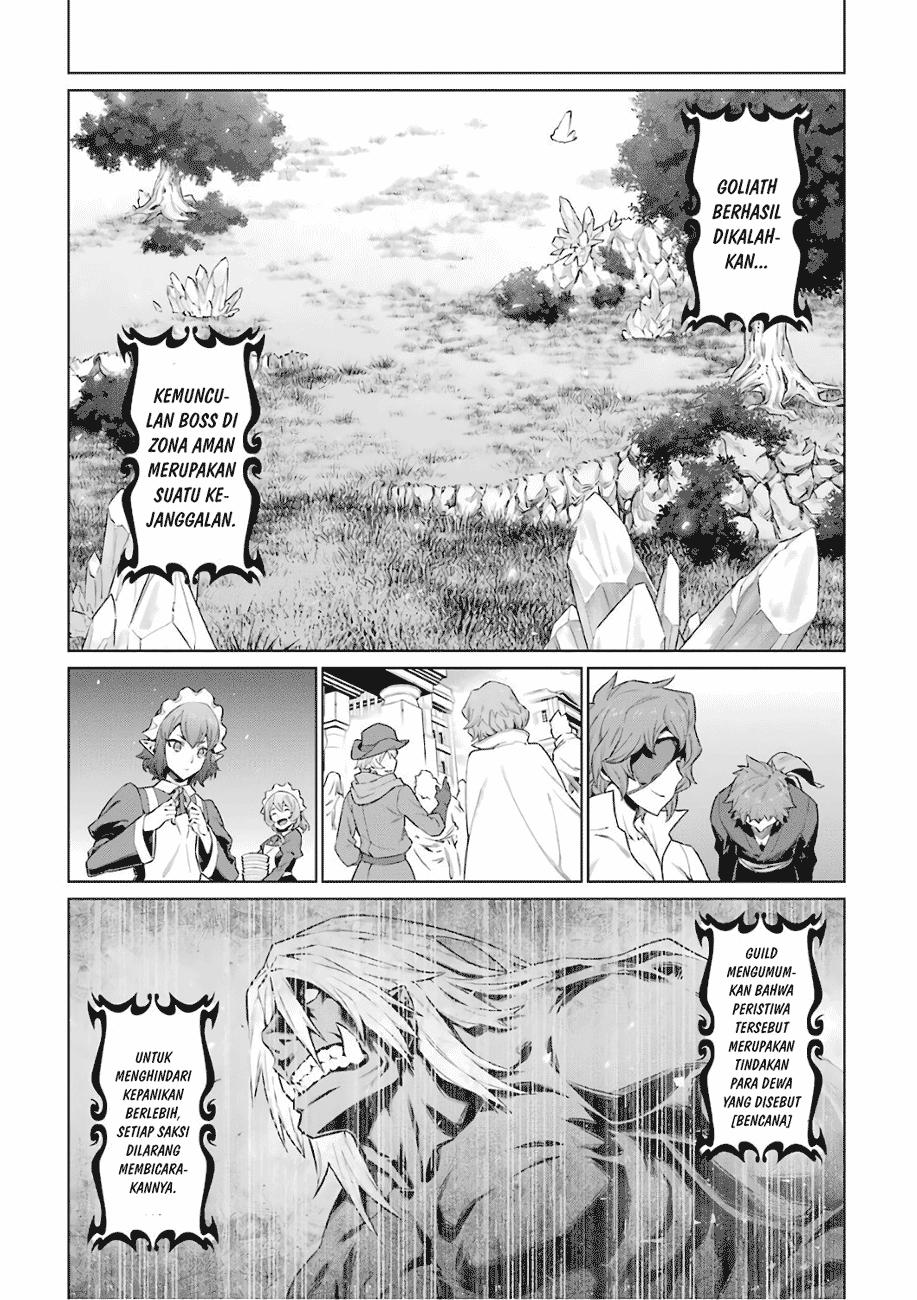 GOLIATH
BERHASIL
DIKALAH-
KAN...
KEMUNCU-
LAN BOSS DI
ZONA AMAN
MERUPAKAN
SUATU KE-
JANGGALAN.
GUILD
MENGUMUM-
KAN BAHWA
PERISTIWA
TERSEBUT
MERUPAKAN
TINDAKAN
PARA DEWA
YANG DISEBUT
[BENCANA]
UNTUK
MENGHINDARI
KEPANIKAN
BERLEBIH,
SETIAP SAKSI
DILARANG
MEMBICARA-
KANNYA.